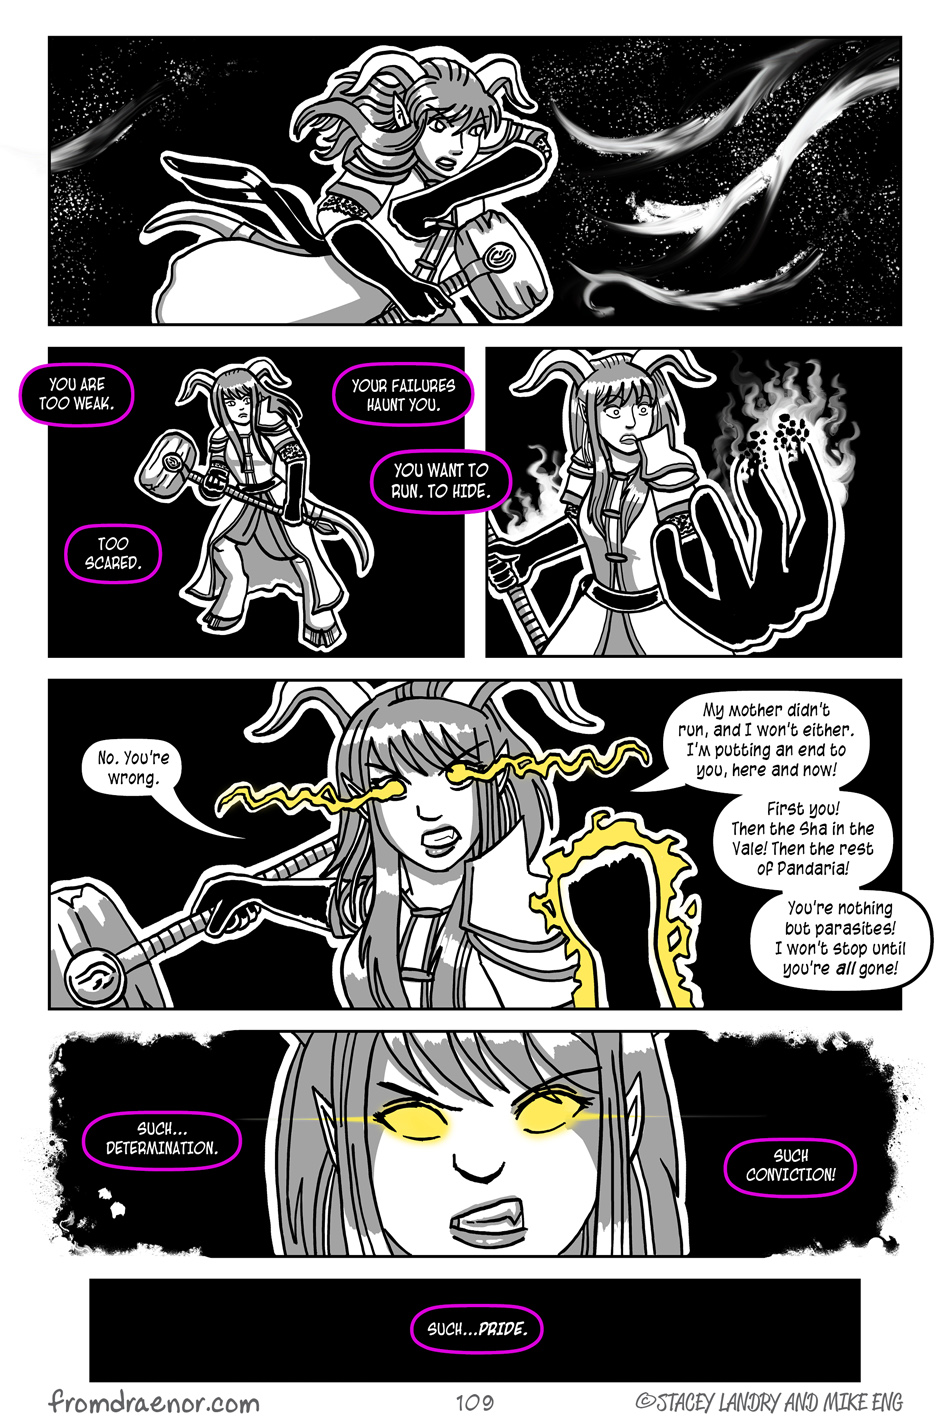 YOU ARE
TOO WEAK.
YOUR FAILURES
HAUNT YOU.
YOU WANT TO
RUN. TO HIDE.
TOO
SCARED.
No. You're
wrong.
My mother didn't
run, and I won't either.
I'm putting an end to
you, here and now!
First you!
Then the Sha in the
Vale! Then the rest
of Pandaria!
You're nothing
but parasites!
I won't stop until
you're all gone!
SUCH...
DETERMINATION.
SUCH
CONVICTION!
SUCH...PRIDE.
fromdraenor.com
109
©STACEY LANDRY AND MIKE ENG